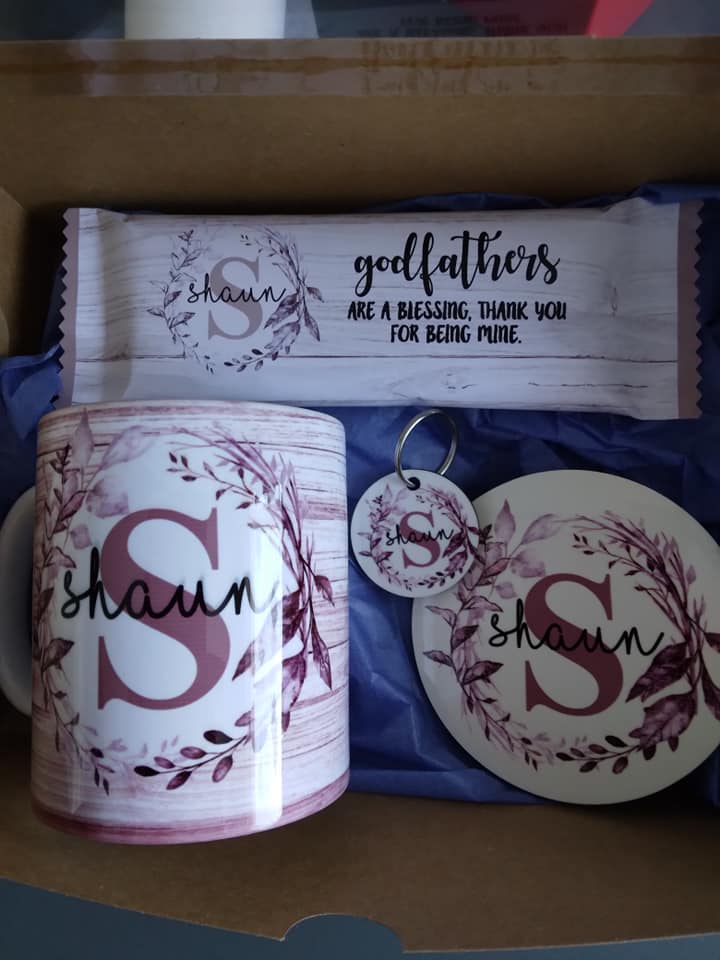 shaun
S
godfathers
ARE A BLESSING, THANK YOU
FOR BEING MINE.
shaun
S
shaun
S
shaun
S